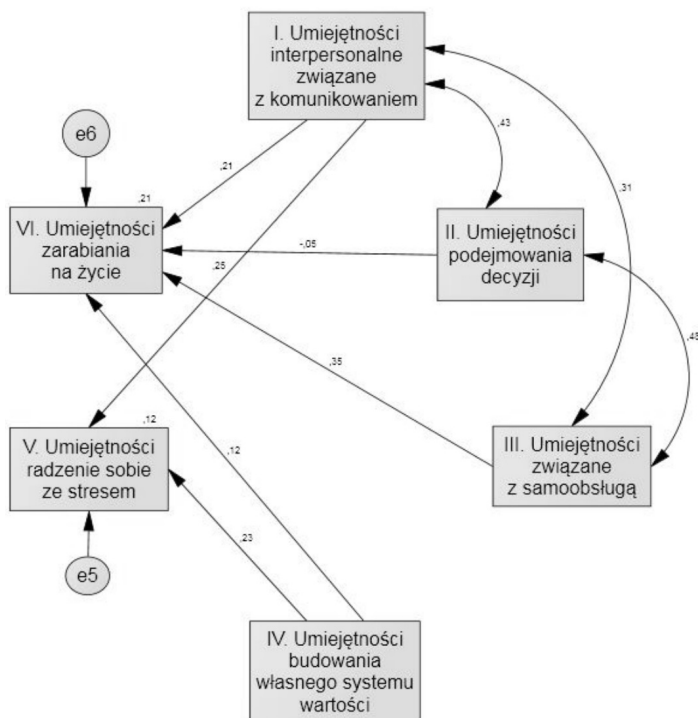 I. Umiejętności
interpersonalne
związane
z komunikowaniem
e6
,43
,21
,21
,31
VI. Umiejętności
zarabiania
na życie
II. Umiejętności
podejmowania
decyzji
-,05
,25
,48
,35
,12
V. Umiejętności
radzenie sobie
ze stresem
,12
III. Umiejętności
związane
z samoobsługą
,23
e5
IV. Umiejętności
budowania
własnego systemu
wartości